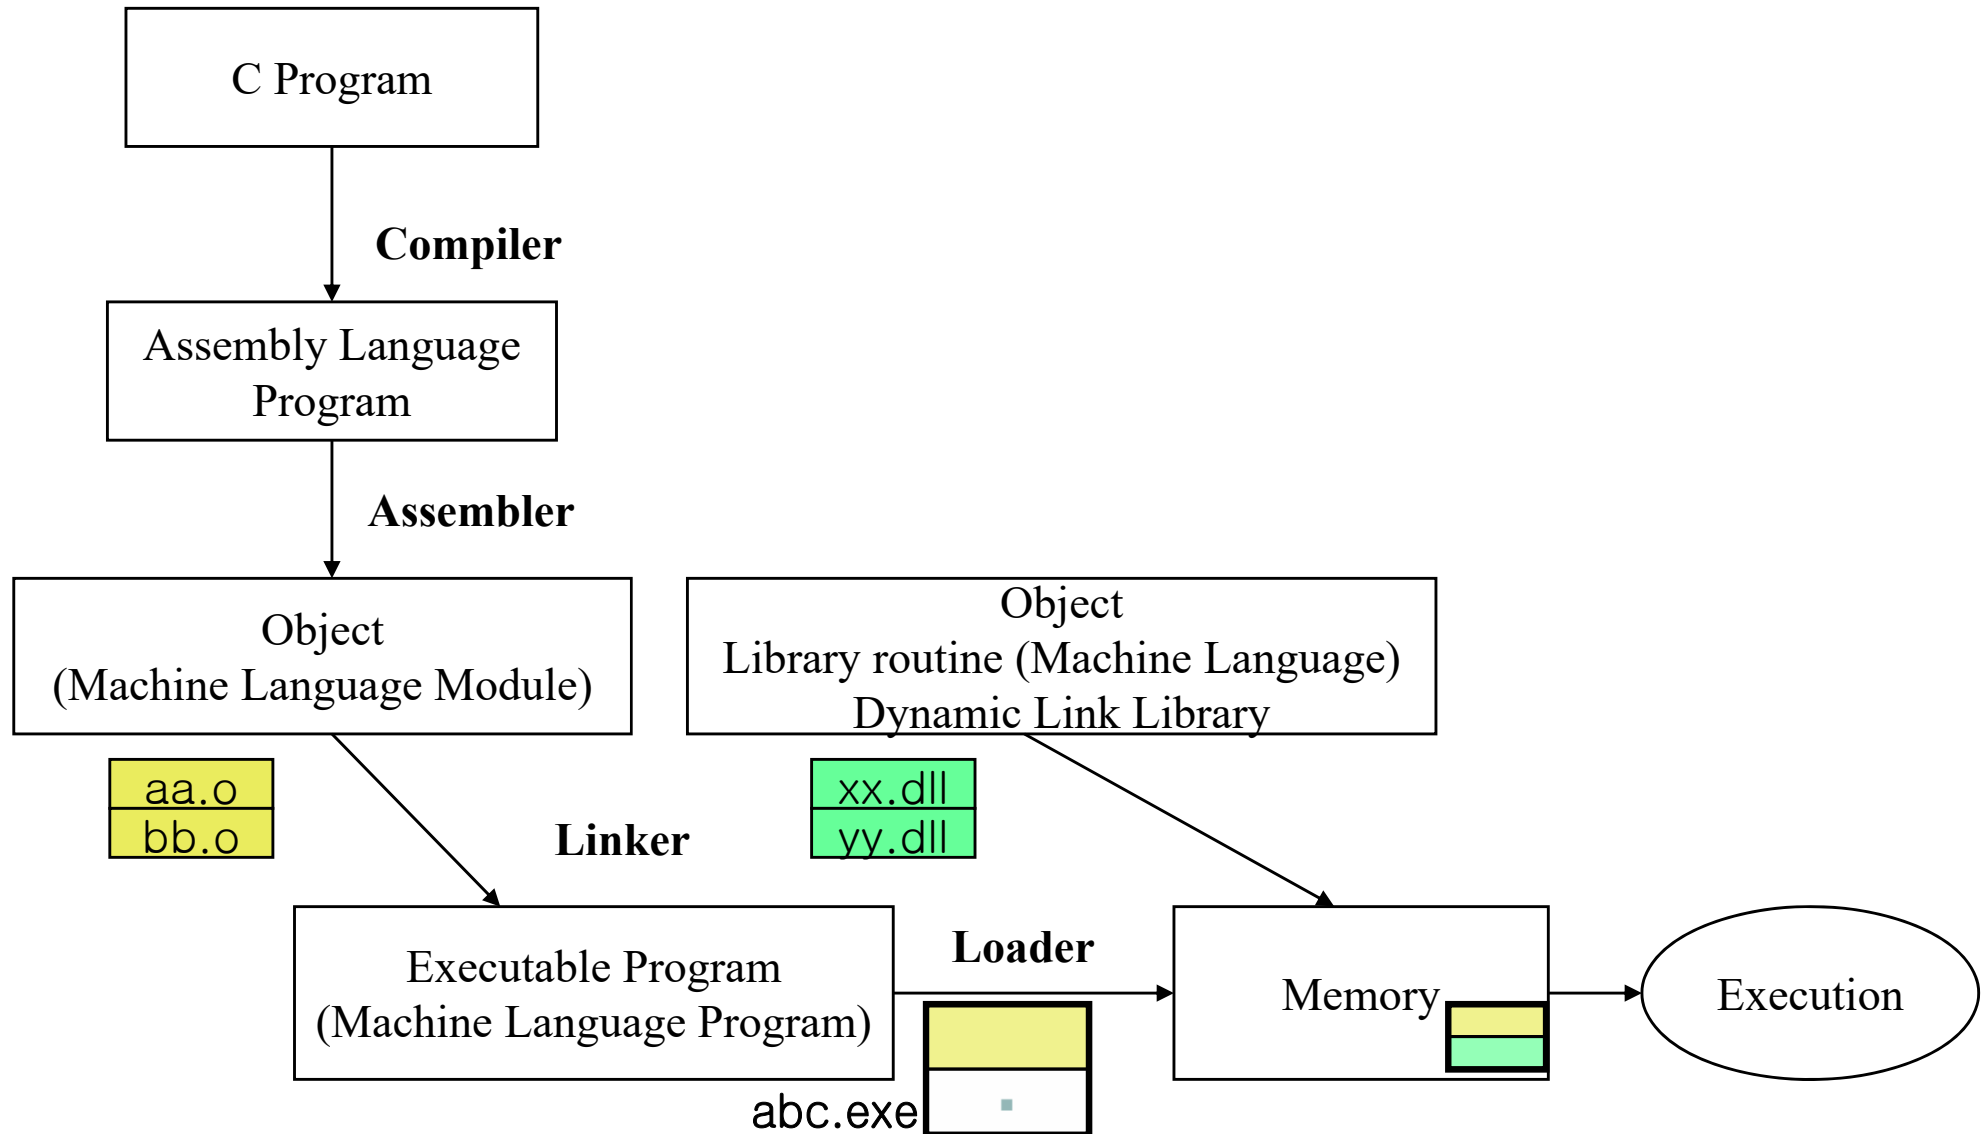 C Program
Compiler
Assembly Language
Program
Assembler
Object
(Machine Language Module)
Object
Library routine (Machine Language)
Dynamic Link Library
aa.o
bb.o
xx.dll
yy.dll
Linker
Executable Program
(Machine Language Program)
Loader
Memory
Execution
abc.exe